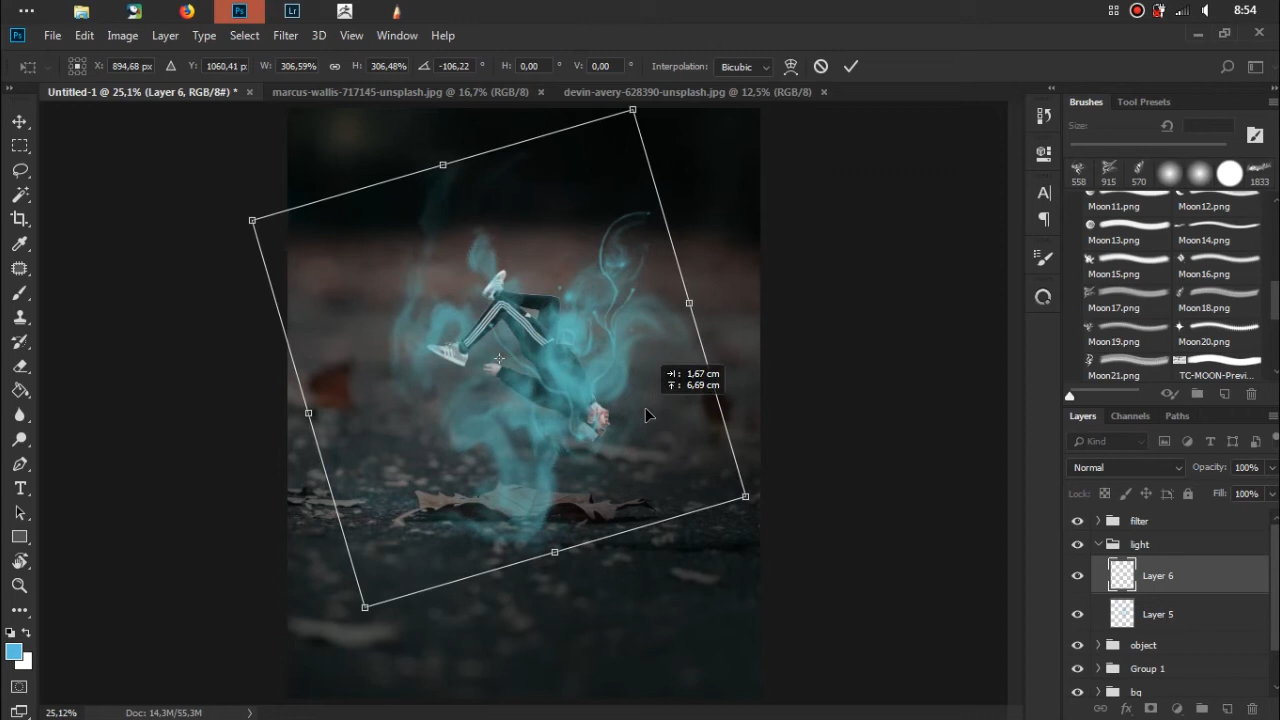 Ps Lr 8:54
Ps File Edit Image Layer Type Select Filter 3D View Window Help
X: 894,68 px Y: 1060,41 px W: 306,59% H: 306,48% -106,22 ° H: 0,00 ° V: 0,00 ° Interpolation: Bicubic
Untitled-1 @ 25,1% (Layer 6, RGB/8#) * × marcus-wallis-717145-unsplash.jpg @ 16,7% (RGB/8) × devin-avery-628390-unsplash.jpg @ 12,5% (RGB/8) ×
Brushes Tool Presets
Size:
558 915 570 1833
Moon11.png Moon12.png
Moon13.png Moon14.png
Moon15.png Moon16.png
Moon17.png Moon18.png
Moon19.png Moon20.png
Moon21.png TC-MOON-Previ...
1,67 cm
6,69 cm
Layers Channels Paths
Kind
Normal Opacity: 100%
Lock: Fill: 100%
filter
light
Layer 6
Layer 5
object
Group 1
bg
25,12% Doc: 14,3M/55,3M